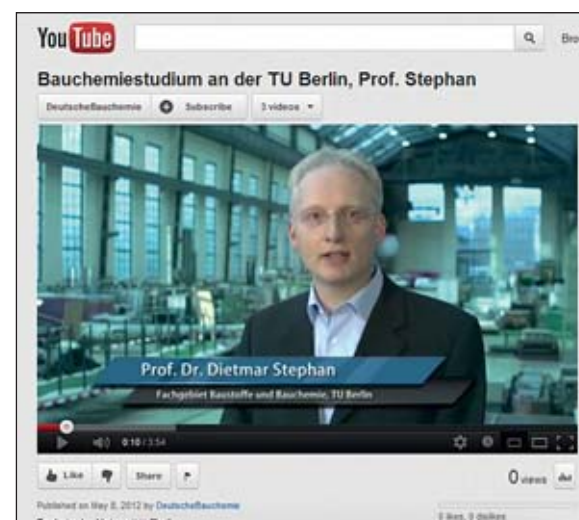 You Tube
Bro
Bauchemiestudium an der TU Berlin, Prof. Stephan
DeutscheBauchemie Subscribe 3 videos
Prof. Dr. Dietmar Stephan
Fachgebiet Baustoffe und Bauchemie, TU Berlin
0:10 / 3:54
Like Share 0 views
Published on May 8, 2012 by DeutscheBauchemie
0 likes, 0 dislikes